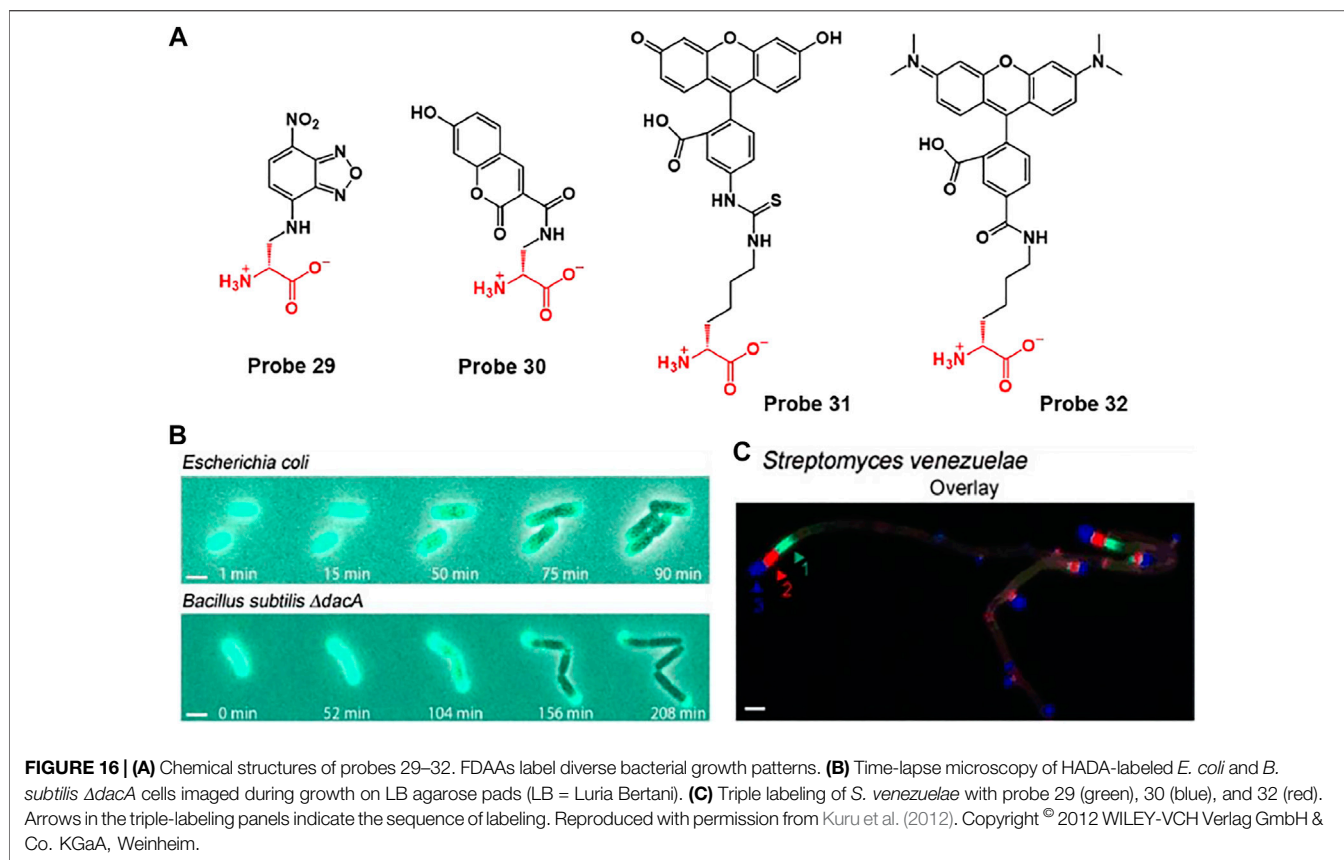 A
O
O
OH
N
O
N
NO₂
N
O
N
NH
H₃N⁺
O⁻
O
Probe 29
HO
O
O
O
NH
H₃N⁺
O⁻
O
Probe 30
HO
O
NH
S
NH
H₃N⁺
O⁻
O
Probe 31
HO
O
O
NH
H₃N⁺
O⁻
O
Probe 32
B
Escherichia coli
1 min 15 min 50 min 75 min 90 min
Bacillus subtilis ΔdacA
0 min 52 min 104 min 156 min 208 min
C Streptomyces venezuelae
Overlay
1
2
3
FIGURE 16 | (A) Chemical structures of probes 29–32. FDAAs label diverse bacterial growth patterns. (B) Time-lapse microscopy of HADA-labeled E. coli and B.
subtilis ΔdacA cells imaged during growth on LB agarose pads (LB = Luria Bertani). (C) Triple labeling of S. venezuelae with probe 29 (green), 30 (blue), and 32 (red).
Arrows in the triple-labeling panels indicate the sequence of labeling. Reproduced with permission from Kuru et al. (2012). Copyright © 2012 WILEY-VCH Verlag GmbH &
Co. KGaA, Weinheim.